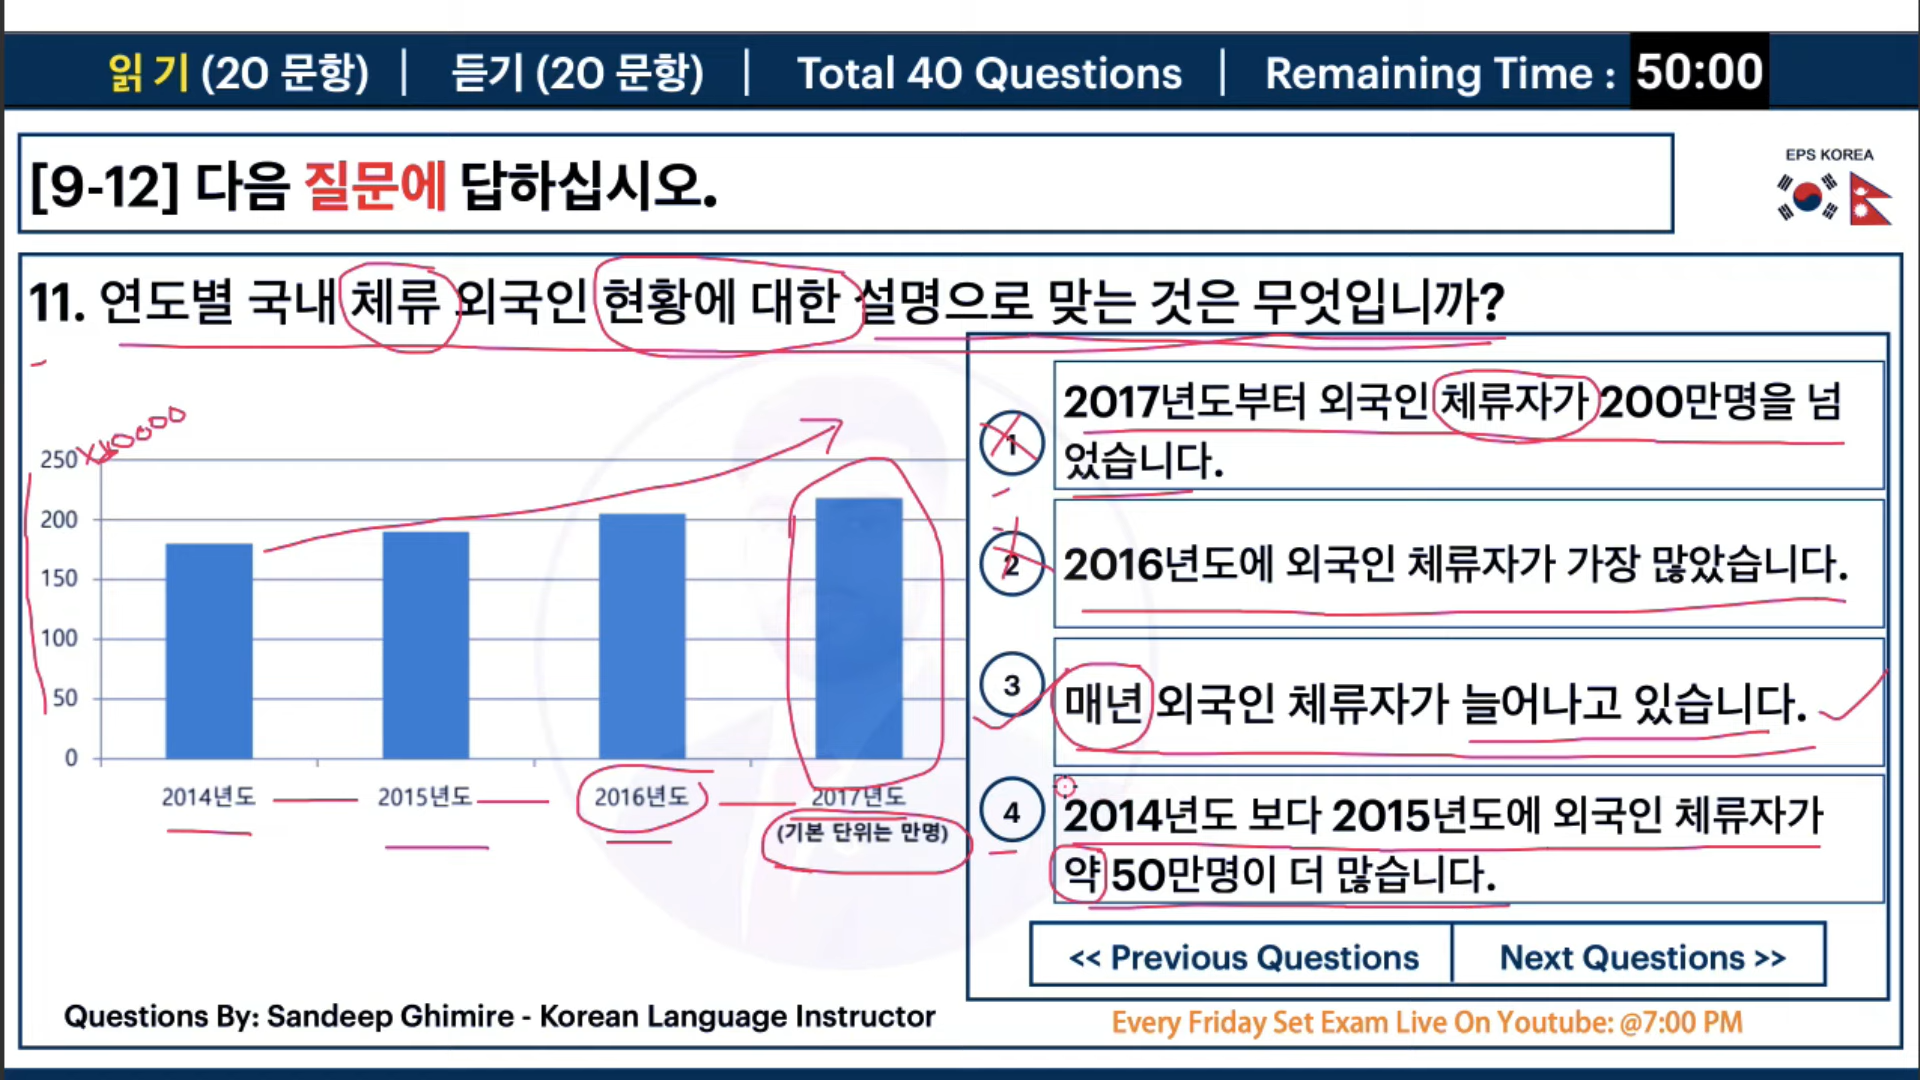 읽 기 (20 문항) | 듣기 (20 문항) | Total 40 Questions | Remaining Time : 50:00
EPS KOREA
[9-12] 다음 질문에 답하십시오.
11. 연도별 국내 체류 외국인 현황에 대한 설명으로 맞는 것은 무엇입니까?
x10000
250
200
150
100
50
0
2014년도 2015년도 2016년도 2017년도
(기본 단위는 만명)
1 2017년도부터 외국인 체류자가 200만명을 넘
었습니다.
2 2016년도에 외국인 체류자가 가장 많았습니다.
3 매년 외국인 체류자가 늘어나고 있습니다.
4 2014년도 보다 2015년도에 외국인 체류자가
약 50만명이 더 많습니다.
<< Previous Questions Next Questions >>
Questions By: Sandeep Ghimire - Korean Language Instructor
Every Friday Set Exam Live On Youtube: @7:00 PM